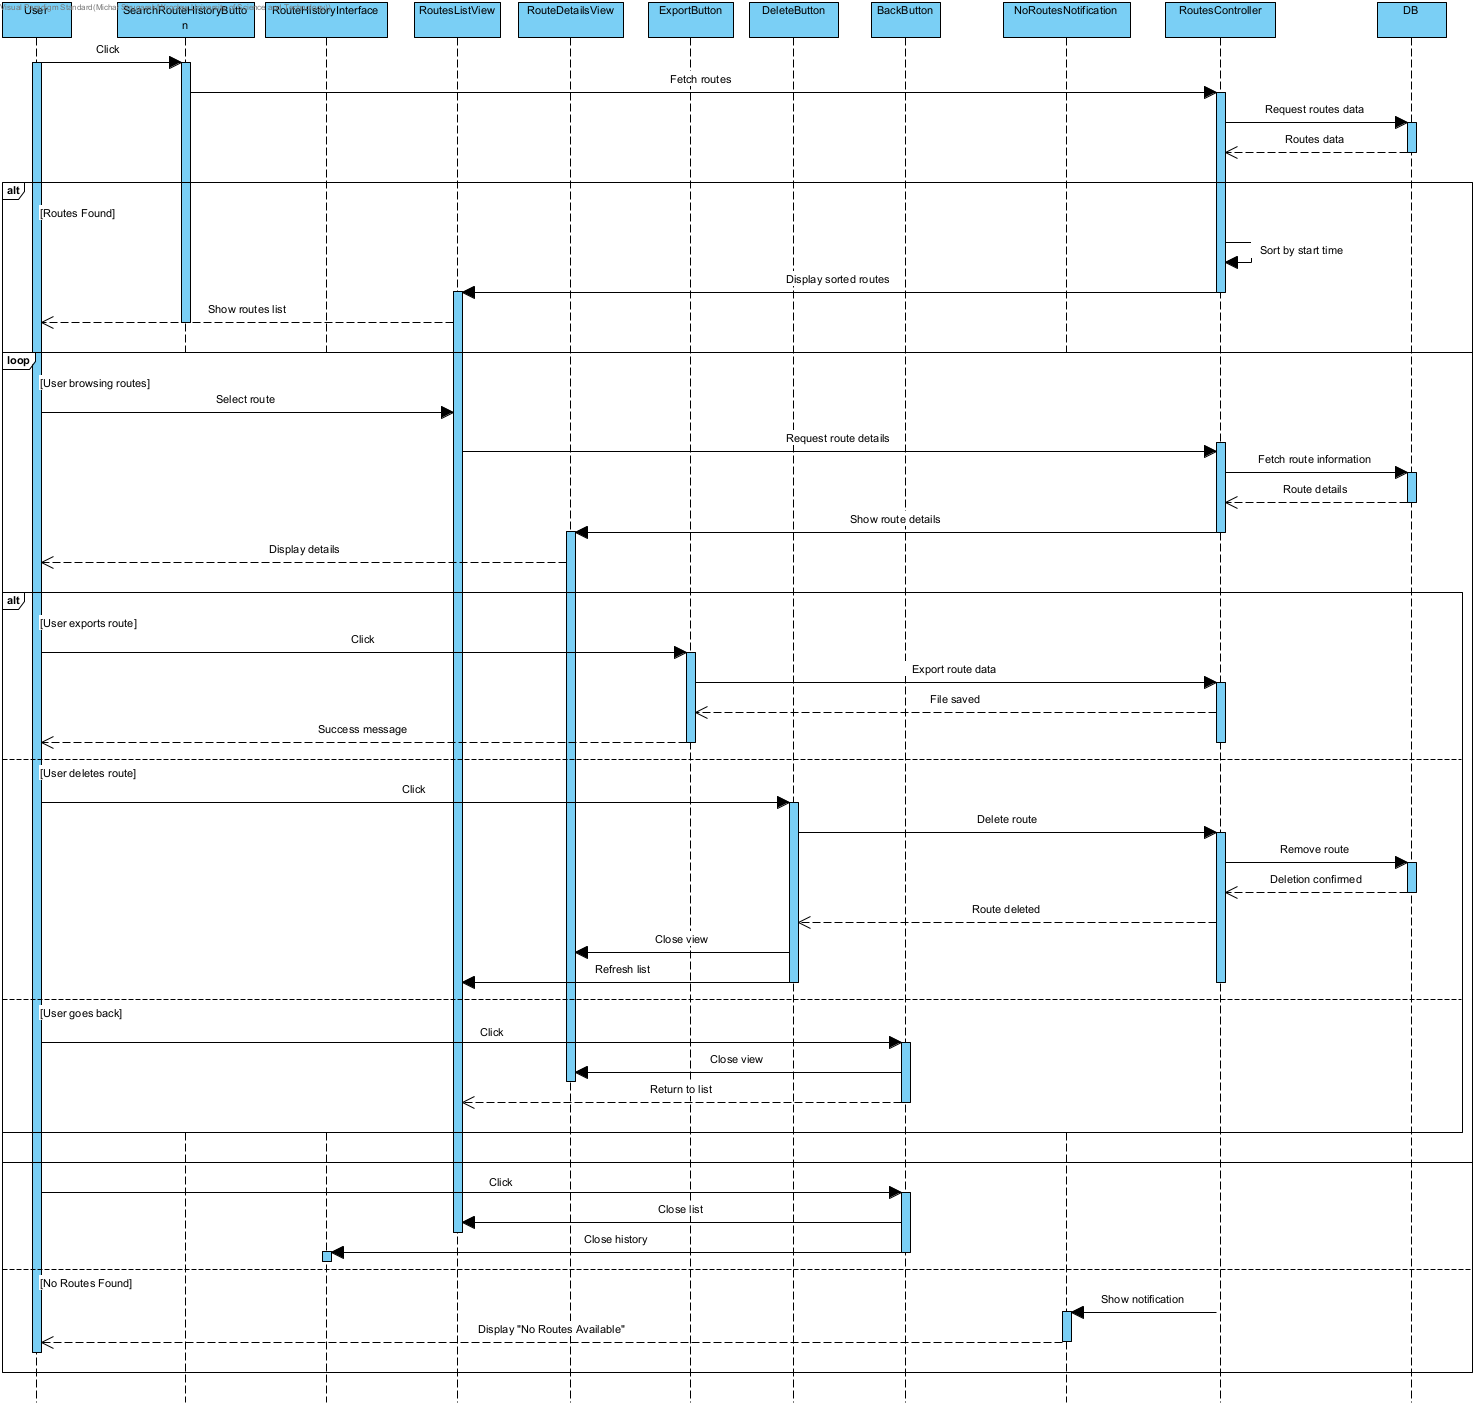 User
SearchRouteHistoryButto
n
RouteHistoryInterface
RoutesListView
RouteDetailsView
ExportButton
DeleteButton
BackButton
NoRoutesNotification
RoutesController
DB
Click
Fetch routes
Request routes data
Routes data
alt
[Routes Found]
Sort by start time
Display sorted routes
Show routes list
loop
[User browsing routes]
Select route
Request route details
Fetch route information
Route details
Show route details
Display details
alt
[User exports route]
Click
Export route data
File saved
Success message
[User deletes route]
Click
Delete route
Remove route
Deletion confirmed
Route deleted
Close view
Refresh list
[User goes back]
Click
Close view
Return to list
Click
Close list
Close history
[No Routes Found]
Show notification
Display "No Routes Available"